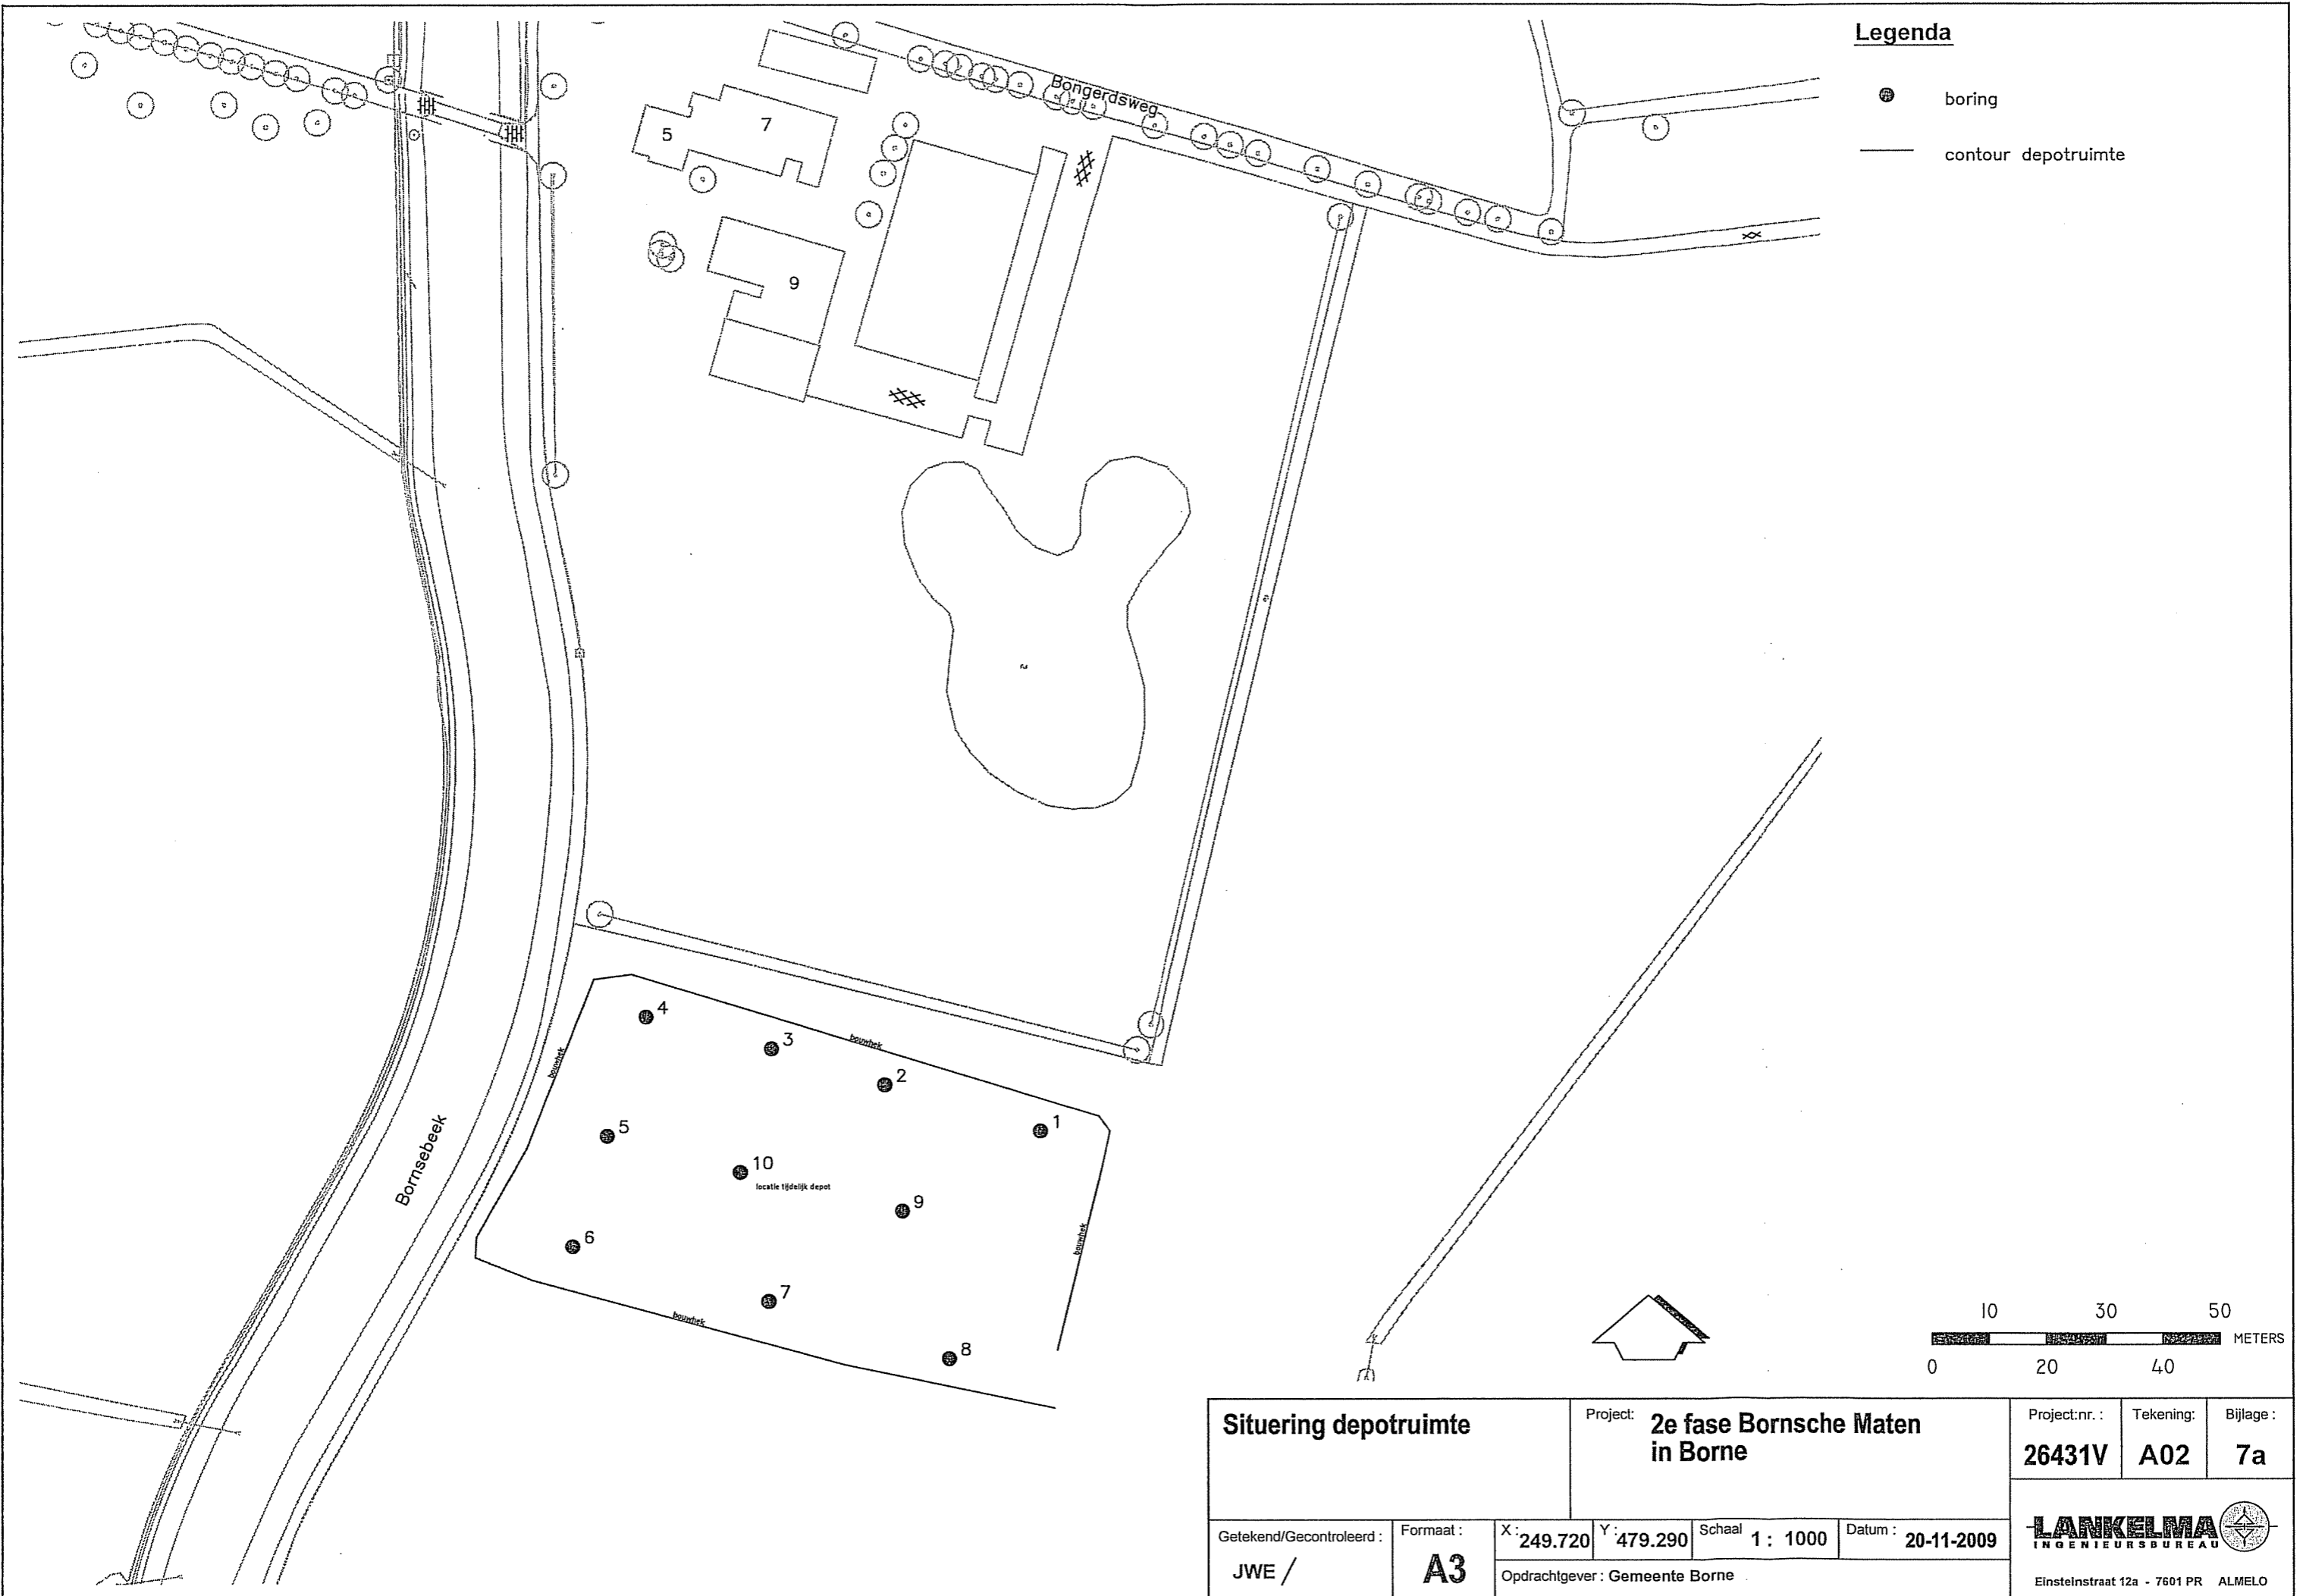 Legenda
boring
contour depotruimte
Bongerdsweg
5
7
9
4
3
bouwhek
2
bouwhek
1
5
Bornsebeek
10
locatie tijdelijk depot
9
bouwhek
6
7
bouwhek
8
10 30 50
METERS
0 20 40
Situering depotruimte
Project: 2e fase Bornsche Maten
in Borne
Project:nr. : 26431V
Tekening: A02
Bijlage : 7a
Getekend/Gecontroleerd : JWE /
Formaat : A3
X : 249.720
Y : 479.290
Schaal 1 : 1000
Datum : 20-11-2009
Opdrachtgever : Gemeente Borne
LANKELMA
INGENIEURSBUREAU
Einsteinstraat 12a - 7601 PR ALMELO